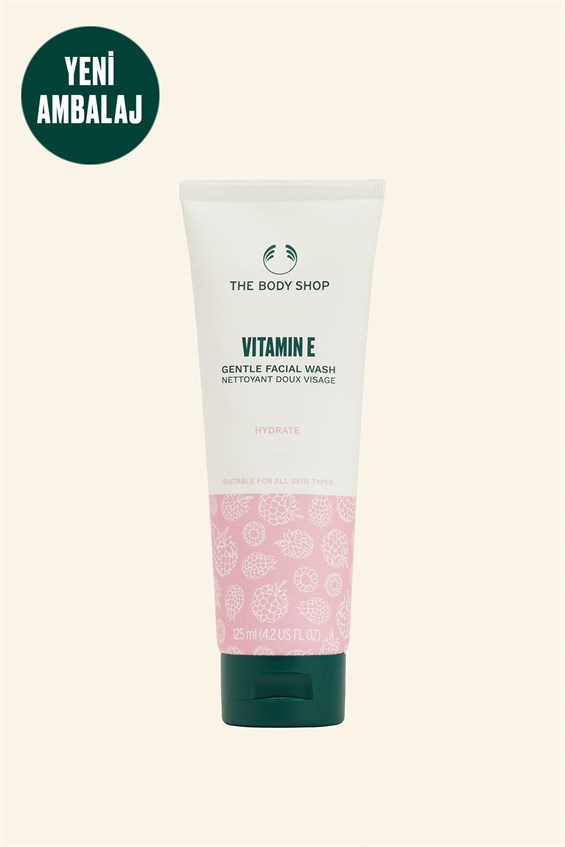 YENİ
AMBALAJ
THE BODY SHOP
VITAMIN E
GENTLE FACIAL WASH
NETTOYANT DOUX VISAGE
HYDRATE
SUITABLE FOR ALL SKIN TYPES
125 ml (4.2 US FL OZ)